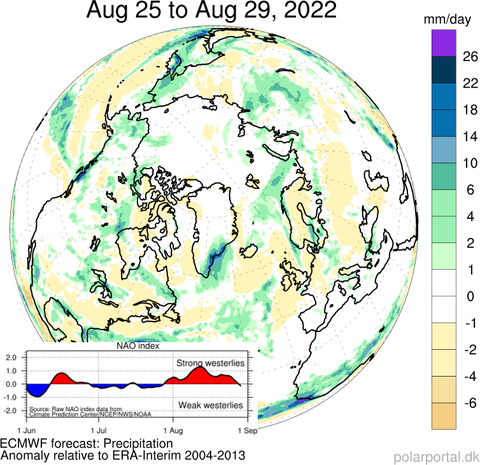 Aug 25 to Aug 29, 2022
mm/day
26
22
18
14
10
6
4
2
1
0
-1
-2
-4
-6
NAO index
2.0
1.0
0.0
-1.0
-2.0
Strong westerlies
Weak westerlies
Source: Raw NAO index data from
Climate Prediction Center/NCEP/NWS/NOAA
1 Jun
1 Jul
1 Aug
1 Sep
ECMWF forecast: Precipitation
Anomaly relative to ERA-Interim 2004-2013
polarportal.dk